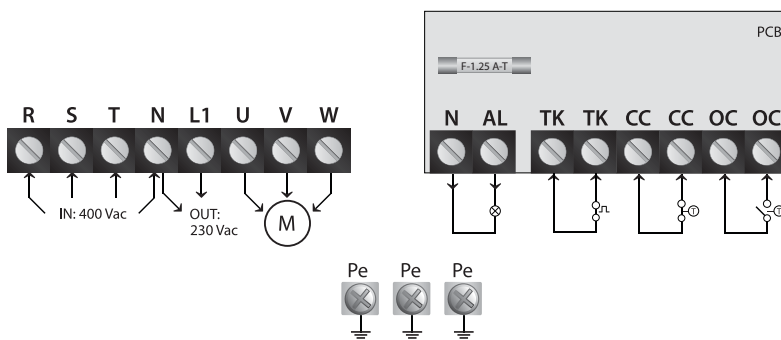 PCB
F-1.25 A-T
R S T N L1 U V W
N AL TK TK CC CC OC OC
IN: 400 Vac
OUT:
230 Vac
M
T
T
Pe Pe Pe